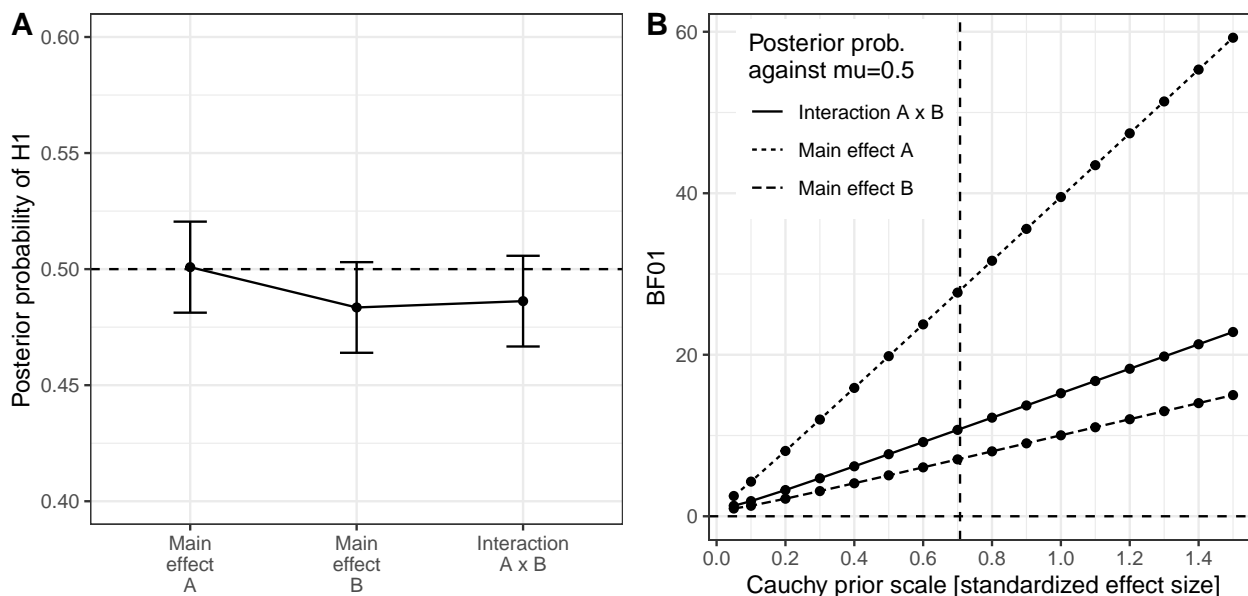 A
Posterior probability of H1
0.60
0.55
0.50
0.45
0.40
Main
effect
A
Main
effect
B
Interaction
A x B
B
BF01
60
40
20
0
Posterior prob.
against mu=0.5
Interaction A x B
Main effect A
Main effect B
0.0 0.2 0.4 0.6 0.8 1.0 1.2 1.4
Cauchy prior scale [standardized effect size]